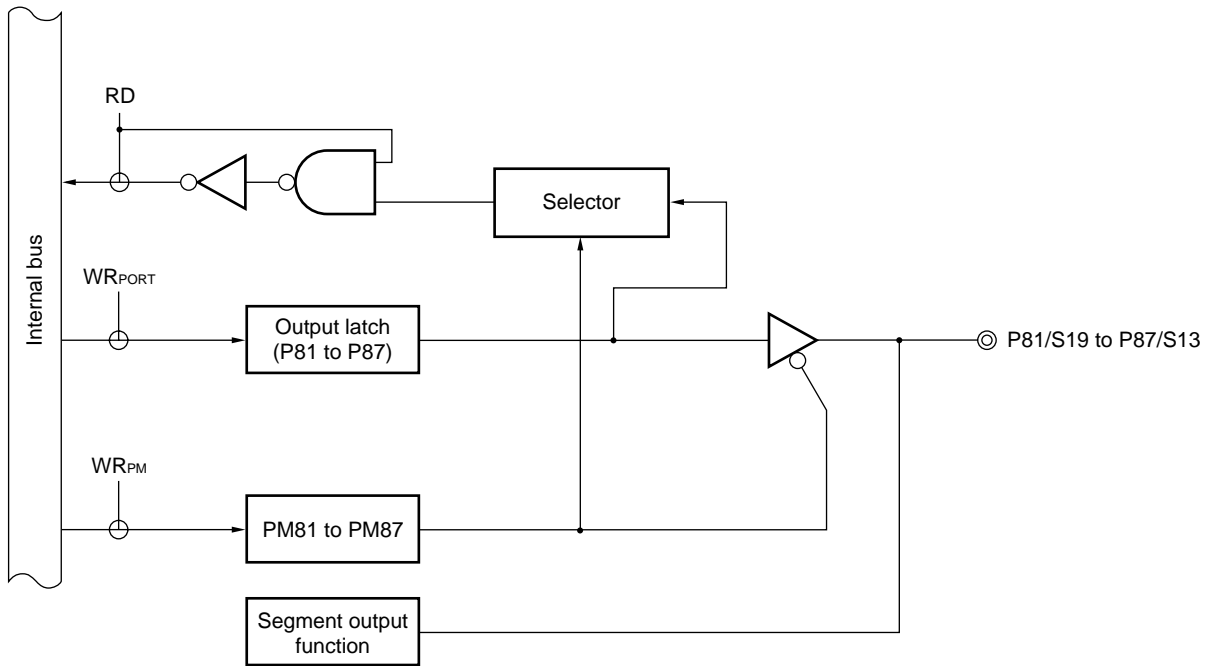 RD
Selector
Internal bus
WRPORT
Output latch
(P81 to P87)
P81/S19 to P87/S13
WRPM
PM81 to PM87
Segment output
function